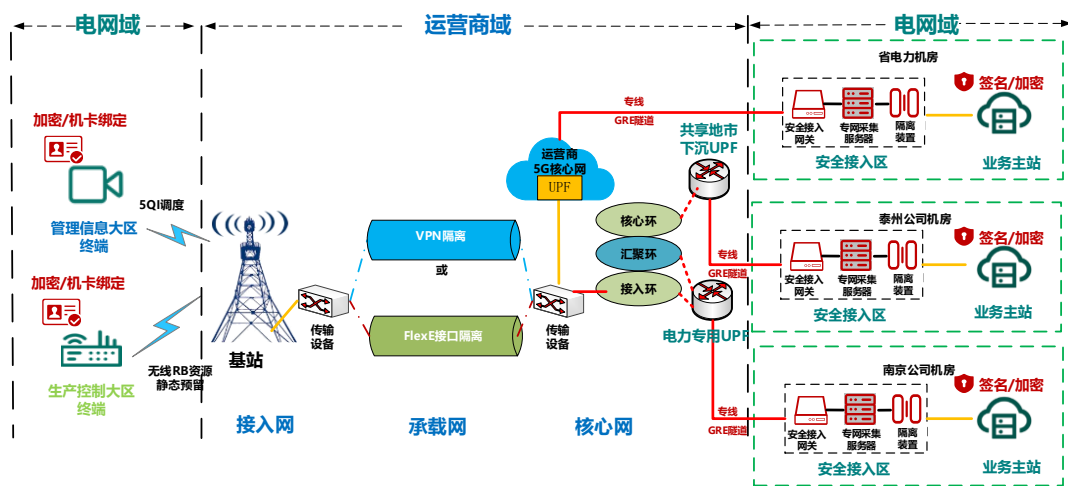 电网域
运营商域
电网域
加密/机卡绑定
管理信息大区
终端
5QI调度
加密/机卡绑定
生产控制大区
终端
无线RB资源
静态预留
基站
接入网
传输
设备
VPN隔离
或
FlexE接口隔离
承载网
传输
设备
运营商
5G核心网
UPF
核心环
汇聚环
接入环
核心网
共享地市
下沉UPF
电力专用UPF
专线
GRE隧道
专线
GRE隧道
专线
GRE隧道
省电力机房
安全接入
网关
专网采集
服务器
隔离
装置
安全接入区
签名/加密
业务主站
泰州公司机房
安全接入
网关
专网采集
服务器
隔离
装置
安全接入区
签名/加密
业务主站
南京公司机房
安全接入
网关
专网采集
服务器
隔离
装置
安全接入区
签名/加密
业务主站